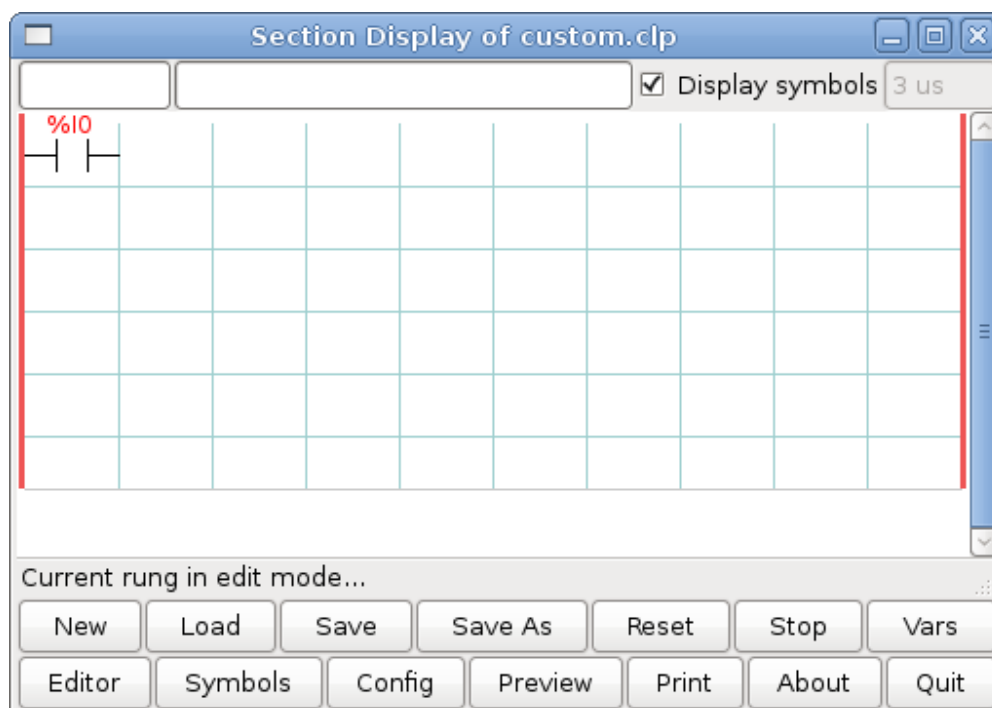 Section Display of custom.clp
Display symbols 3 us
%I0
Current rung in edit mode...
New Load Save Save As Reset Stop Vars
Editor Symbols Config Preview Print About Quit